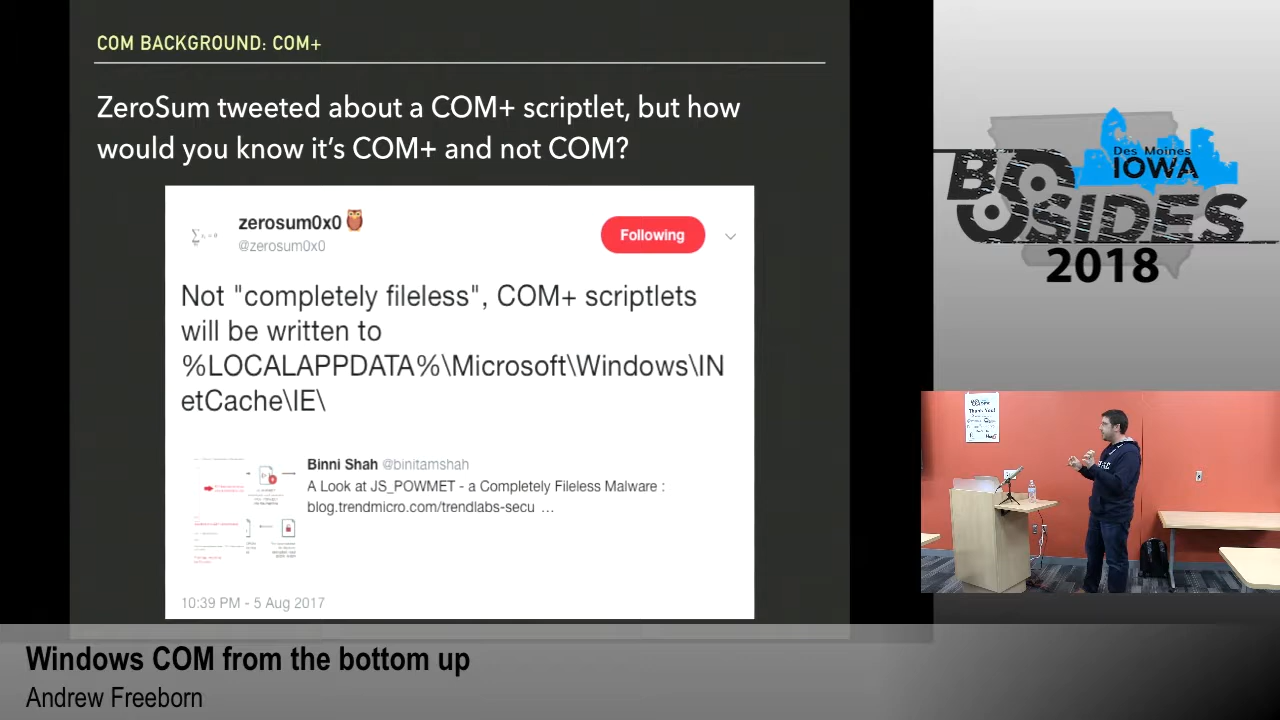 COM BACKGROUND: COM+
ZeroSum tweeted about a COM+ scriptlet, but how
would you know it's COM+ and not COM?
zerosum0x0
@zerosum0x0
Following
Not "completely fileless", COM+ scriptlets
will be written to
%LOCALAPPDATA%\Microsoft\Windows\IN
etCache\IE\
Binni Shah @binitamshah
A Look at JS_POWMET - a Completely Fileless Malware :
blog.trendmicro.com/trendlabs-secu …
10:39 PM - 5 Aug 2017
Des Moines
IOWA
BSIDES
2018
Thank You!
Windows COM from the bottom up
Andrew Freeborn